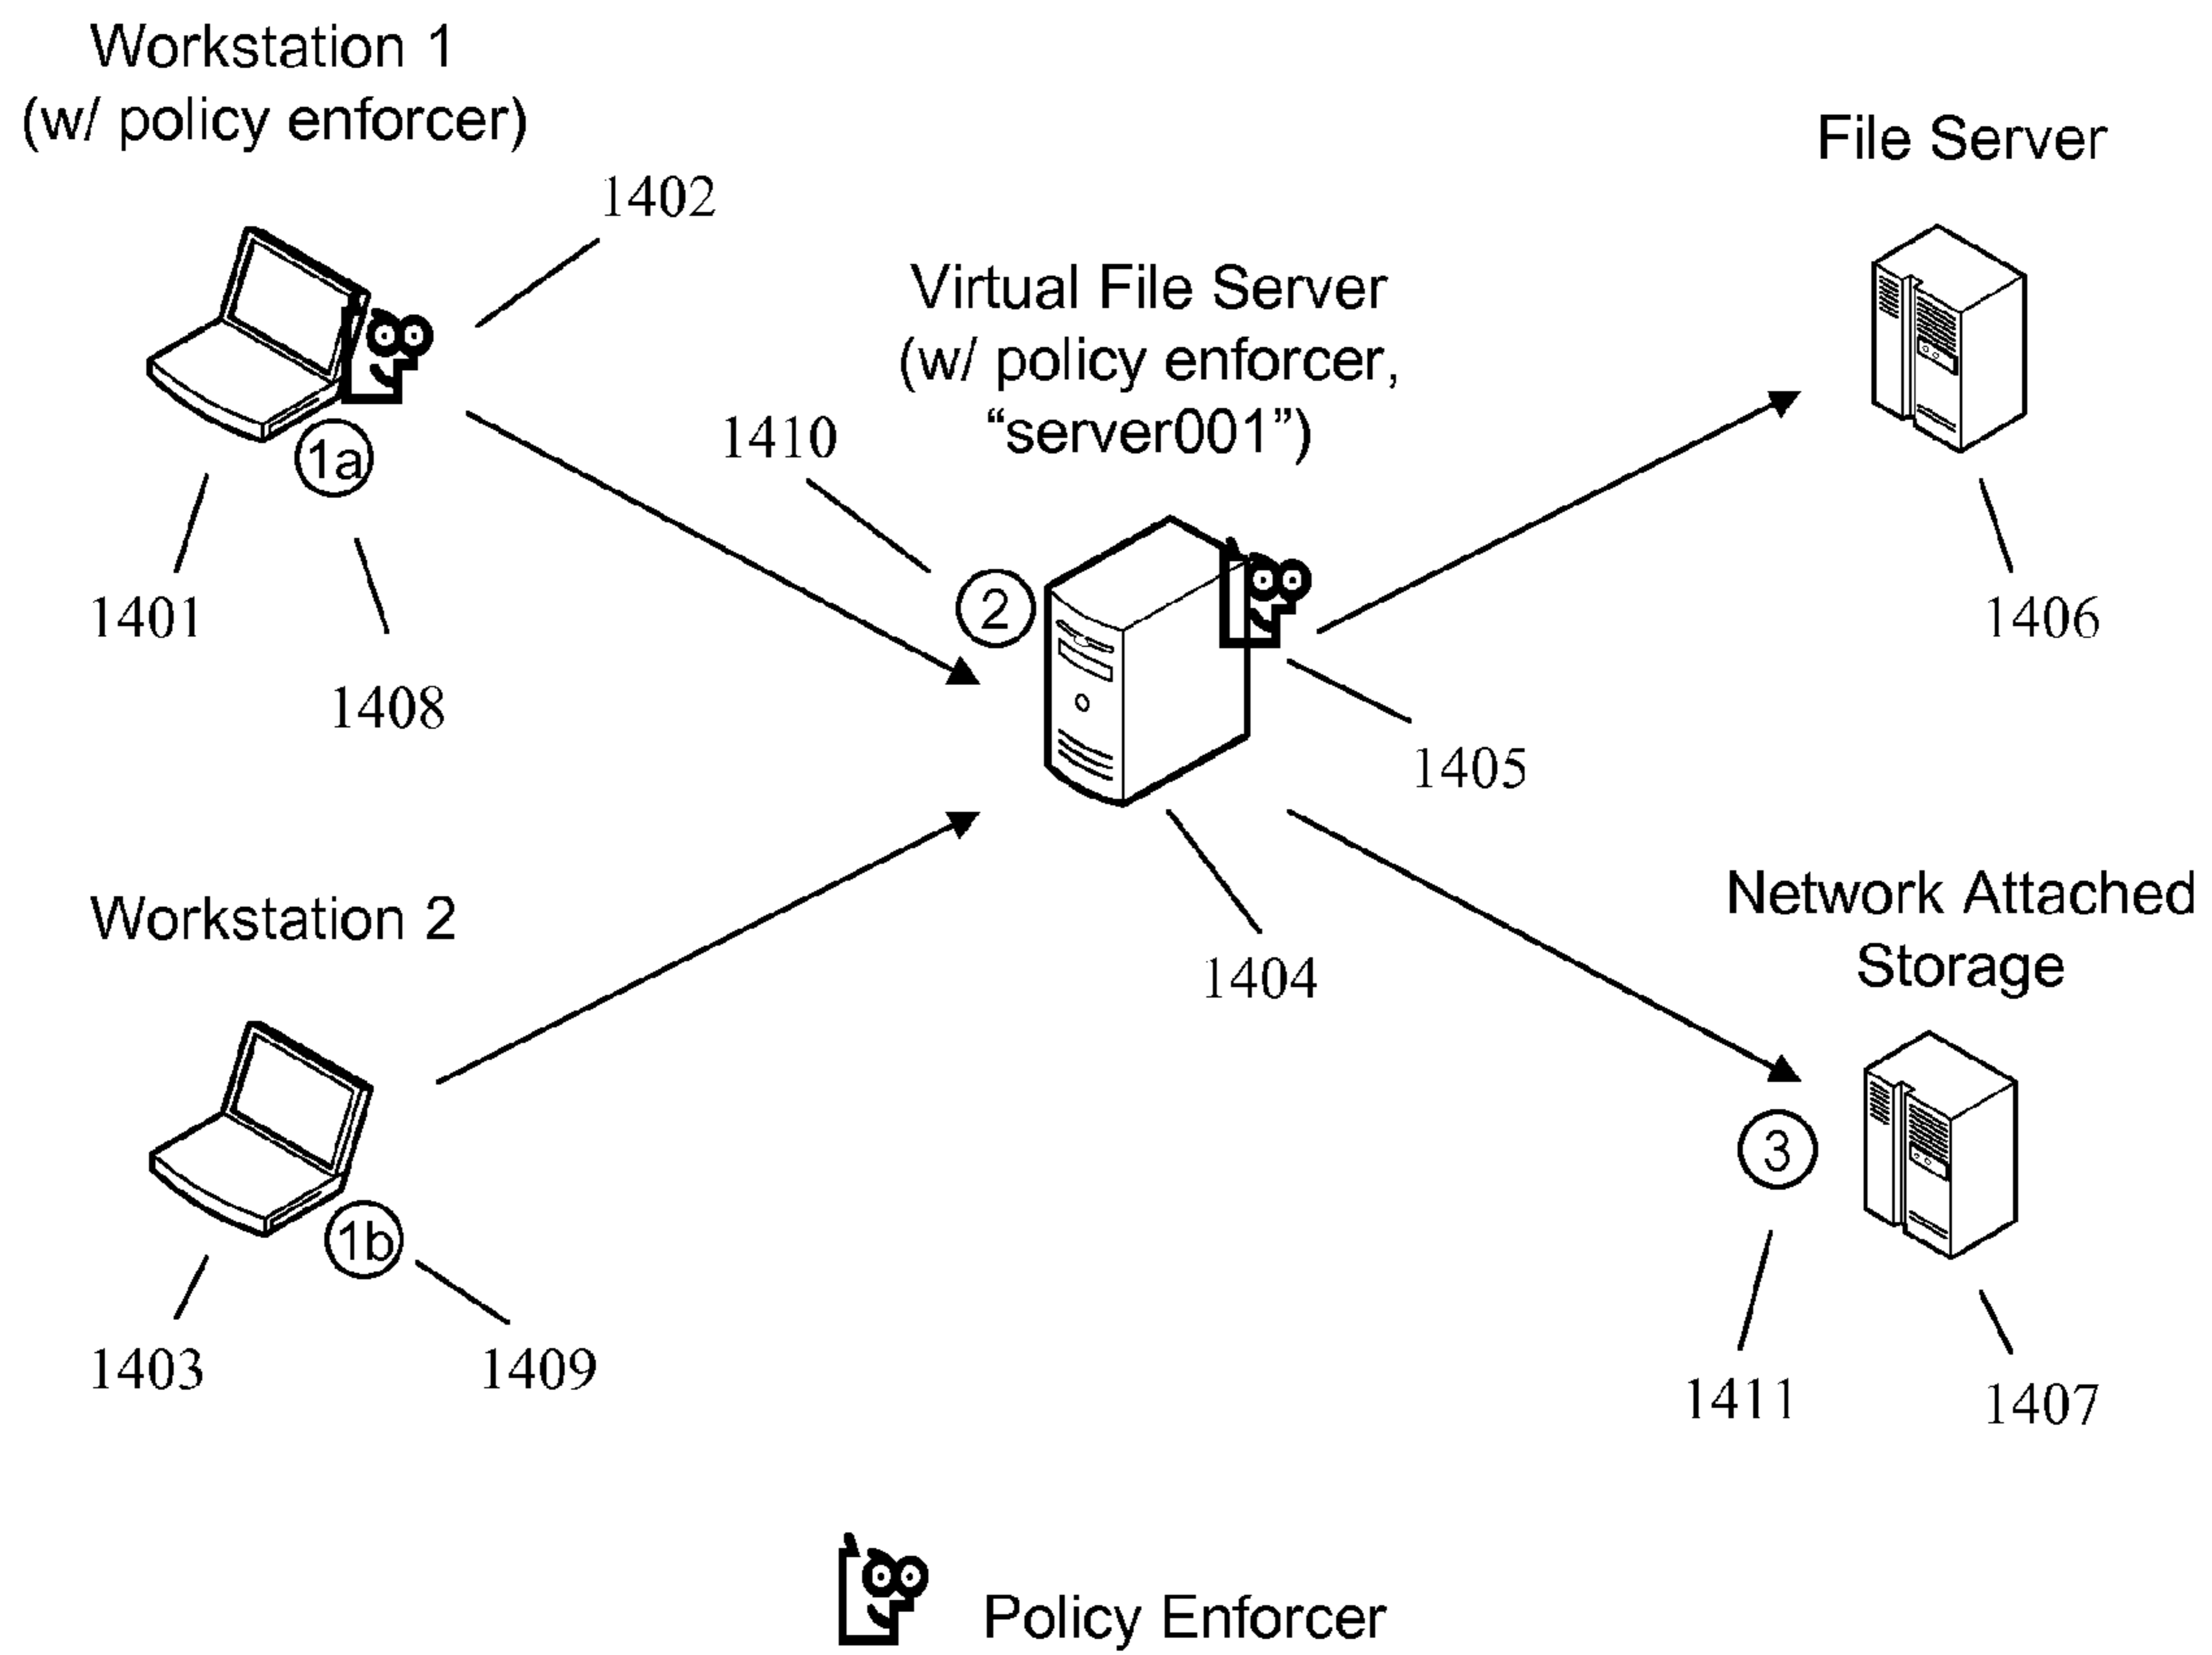 Workstation 1
(w/ policy enforcer)
1402
File Server
Virtual File Server
(w/ policy enforcer,
“server001”)
1410
1a
2
1401
1408
1406
1405
1404
Workstation 2
Network Attached
Storage
1b
3
1403
1409
1411
1407
Policy Enforcer